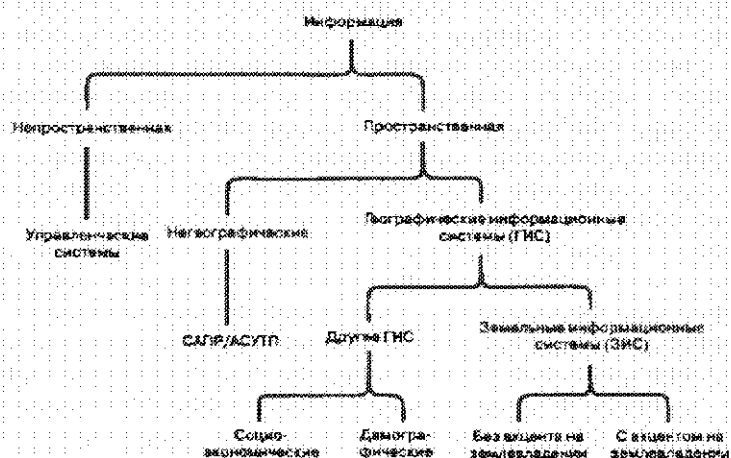 Информация
Непространственная
Пространственная
Управленческие
системы
Негеографические
Географические информационные
системы (ГИС)
САПР/АСУТП
Другие ГИС
Земельные информационные
системы (ЗИС)
Социо-
экономические
Демогра-
фические
Без акцента на
землевладении
С акцентом на
землевладении